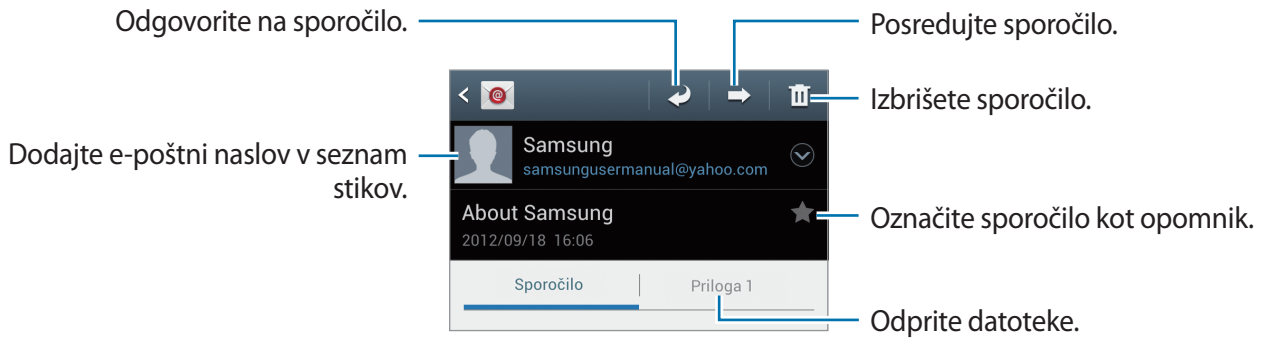 Odgovorite na sporočilo.
Posredujte sporočilo.
Izbrišete sporočilo.
Dodajte e-poštni naslov v seznam
stikov.
Samsung
samsungusermanual@yahoo.com
About Samsung
2012/09/18 16:06
Označite sporočilo kot opomnik.
Sporočilo
Priloga 1
Odprite datoteke.